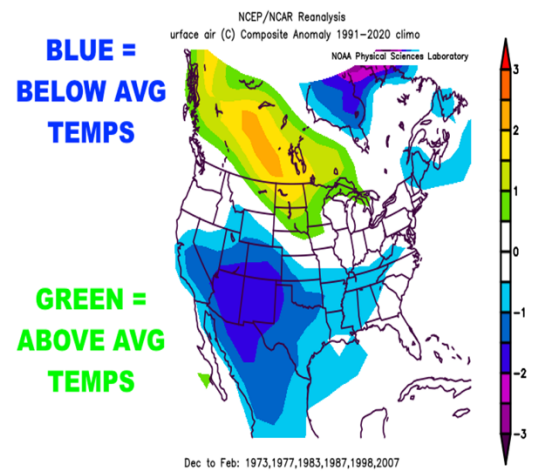 NCEP/NCAR Reanalysis
urface air (C) Composite Anomaly 1991-2020 climo
NOAA Physical Sciences Laboratory
BLUE =
BELOW AVG
TEMPS
GREEN =
ABOVE AVG
TEMPS
3
2
1
0
-1
-2
-3
Dec to Feb: 1973,1977,1983,1987,1998,2007